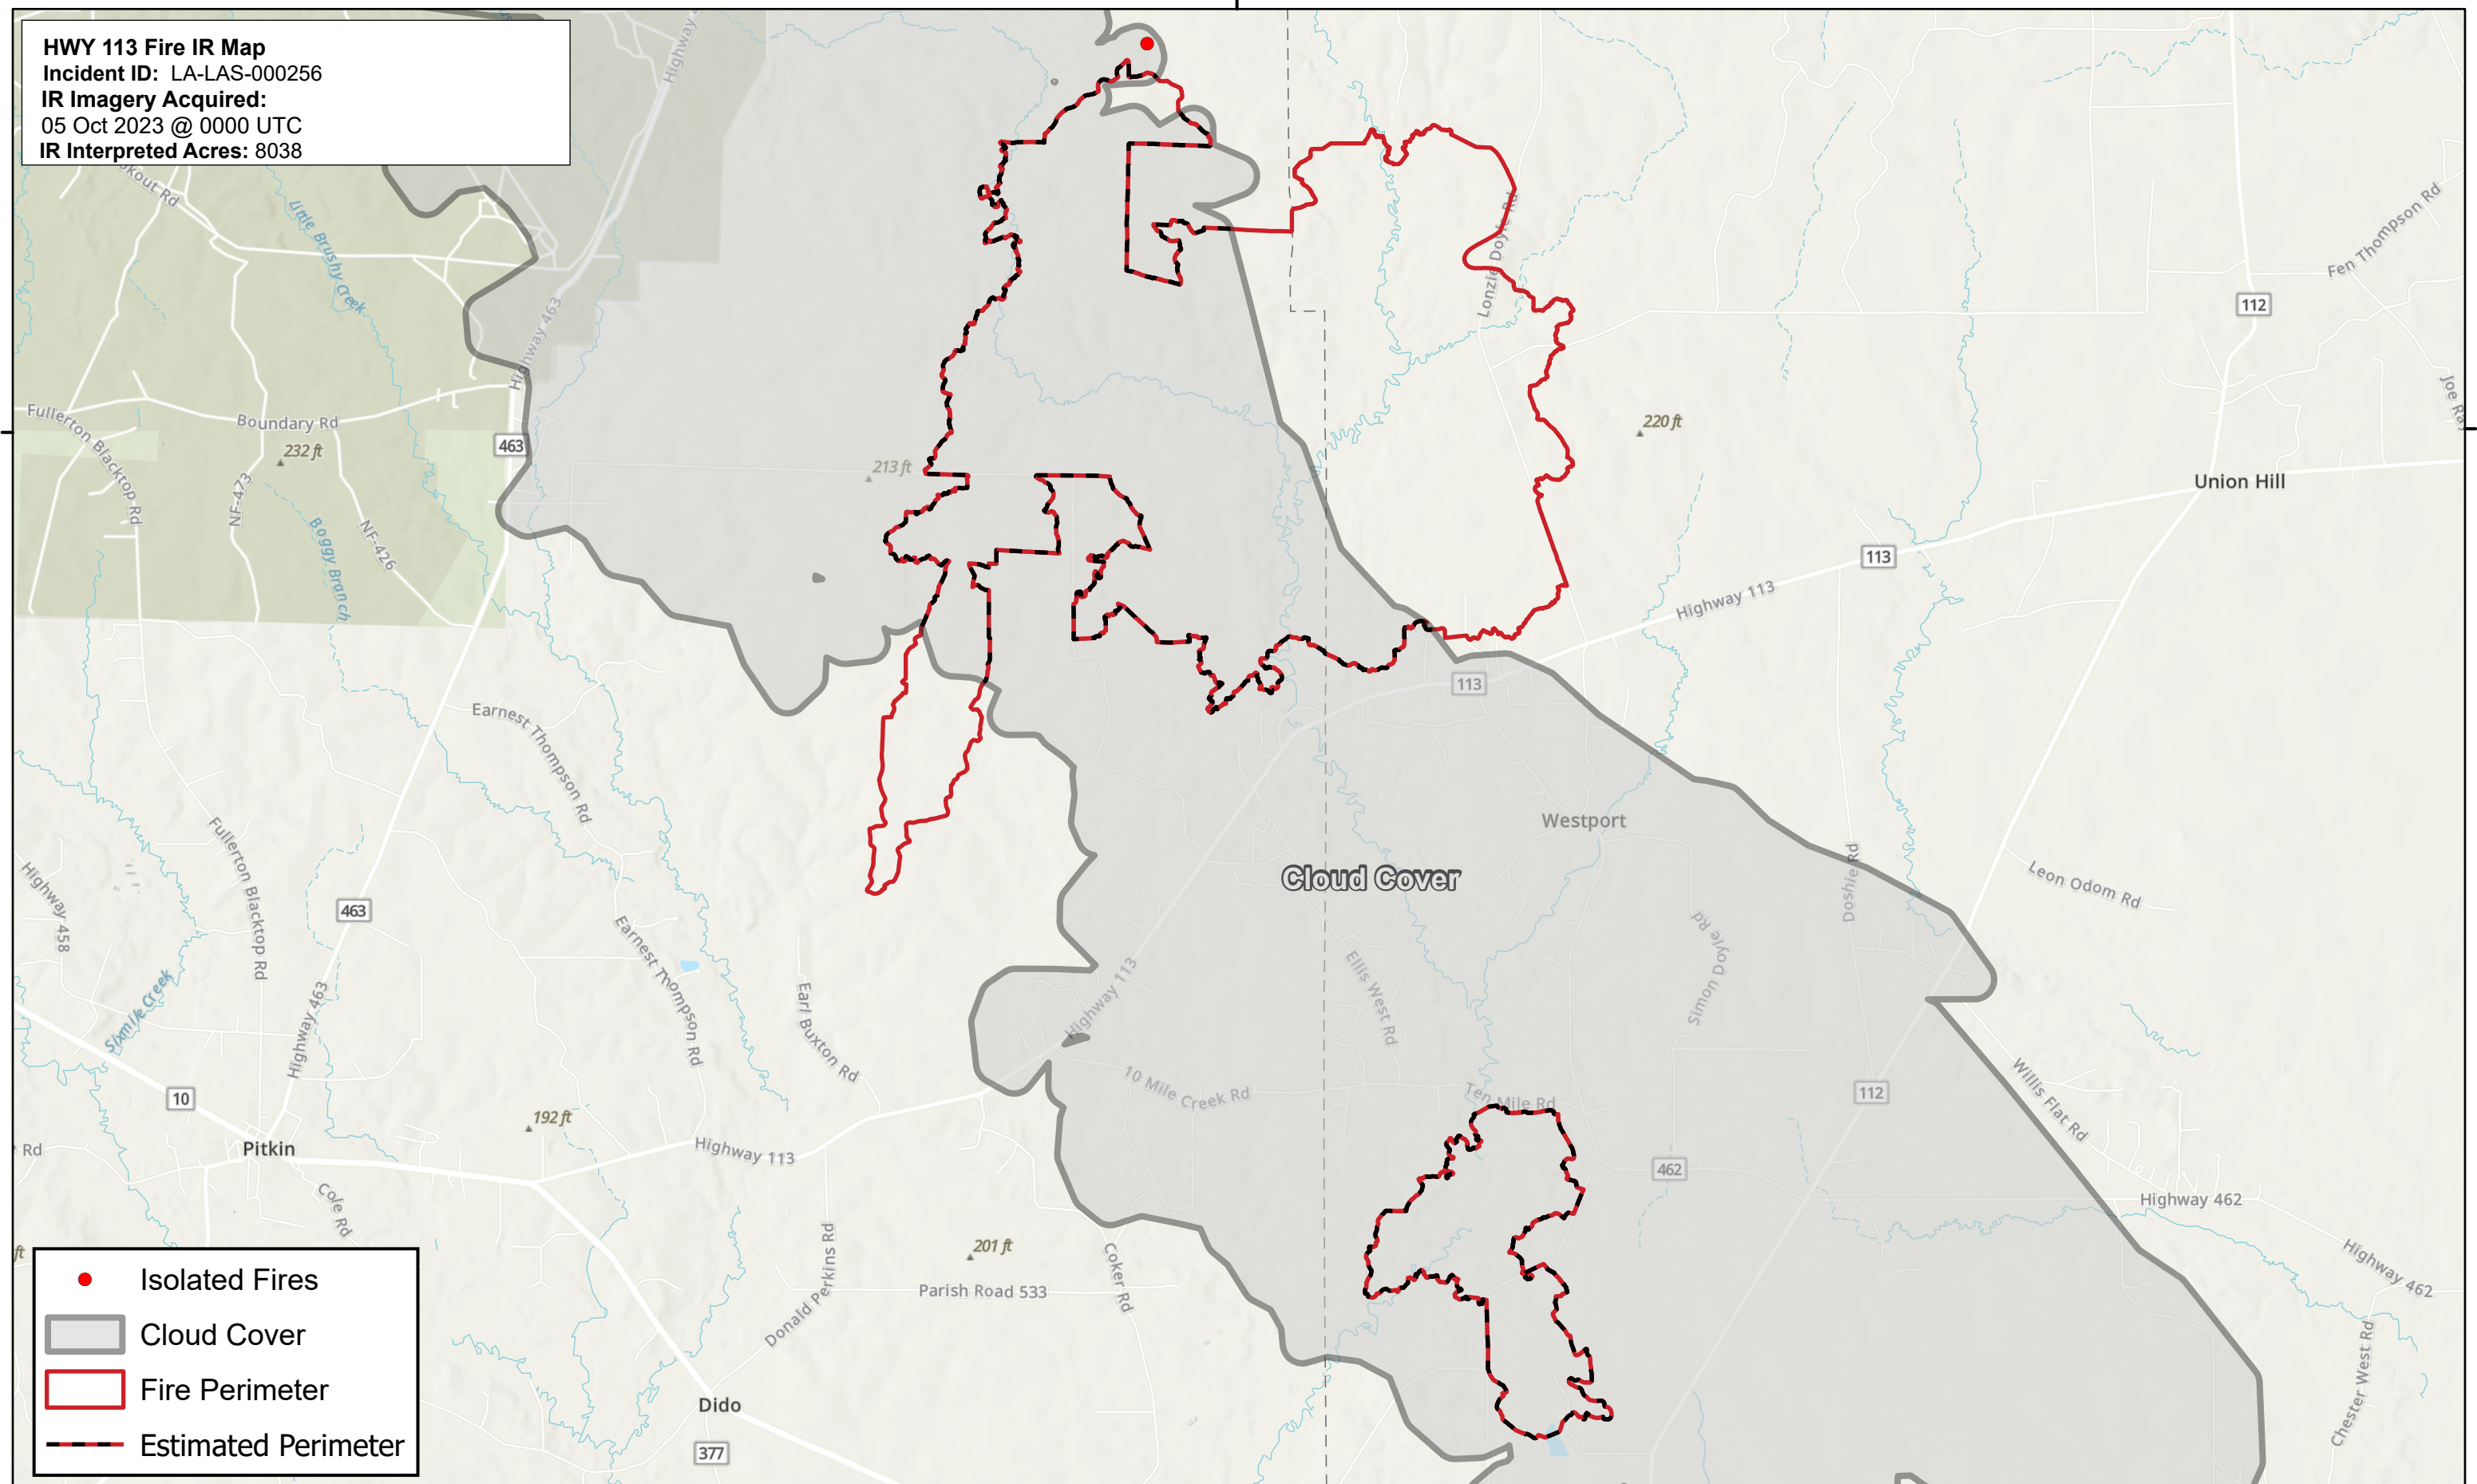 HWY 113 Fire IR Map
Incident ID: LA-LAS-000256
IR Imagery Acquired:
05 Oct 2023 @ 0000 UTC
IR Interpreted Acres: 8038
Highway
Little Brushy Creek
Lonzie Doyle Rd
Fen Thompson Rd
112
Highway 463
Joe Ray
Fullerton Blacktop Rd
Boundary Rd
232 ft
463
213 ft
220 ft
Union Hill
NF-473
Boggy Branch
NF-426
113
Highway 113
113
Earnest Thompson Rd
Westport
Cloud Cover
Fullerton Blacktop Rd
Highway 458
463
Doshie Rd
Leon Odom Rd
Earnest Thompson Rd
Simon Doyle Rd
Ellis West Rd
Highway 113
Sixmile Creek
Highway 463
Earl Buxton Rd
10 Mile Creek Rd
Ten Mile Rd
112
Willis Flat Rd
10
192 ft
Pitkin
Rd
Highway 113
462
Highway 462
Cole Rd
ft
201 ft
Donald Perkins Rd
Parish Road 533
Coker Rd
Highway 462
Chester West Rd
Dido
377
Isolated Fires
Cloud Cover
Fire Perimeter
Estimated Perimeter